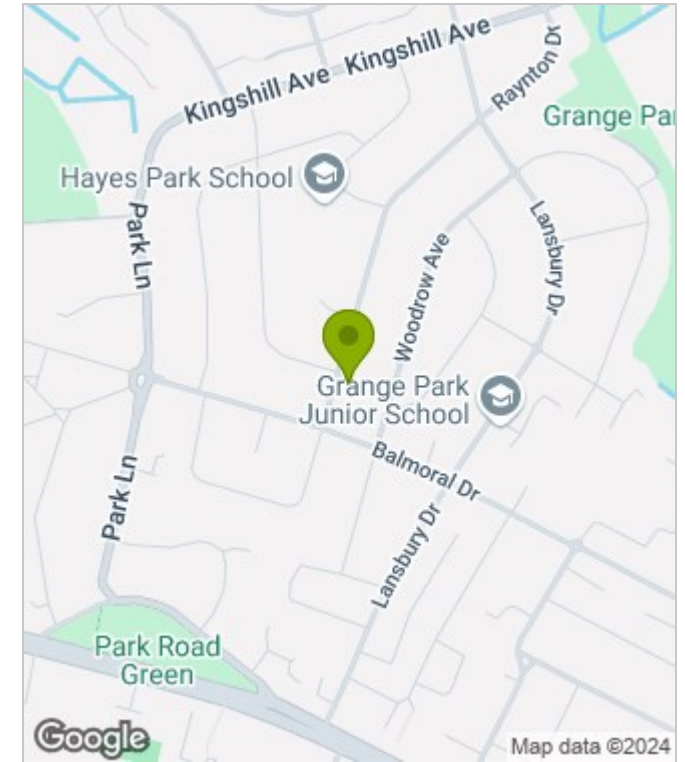 Kingshill Ave
Kingshill Ave
Raynton Dr
Grange Pa
Hayes Park School
Park Ln
Lansbury Dr
Woodrow Ave
Grange Park
Junior School
Balmoral Dr
Park Ln
Lansbury Dr
Park Road
Green
Google
Map data ©2024